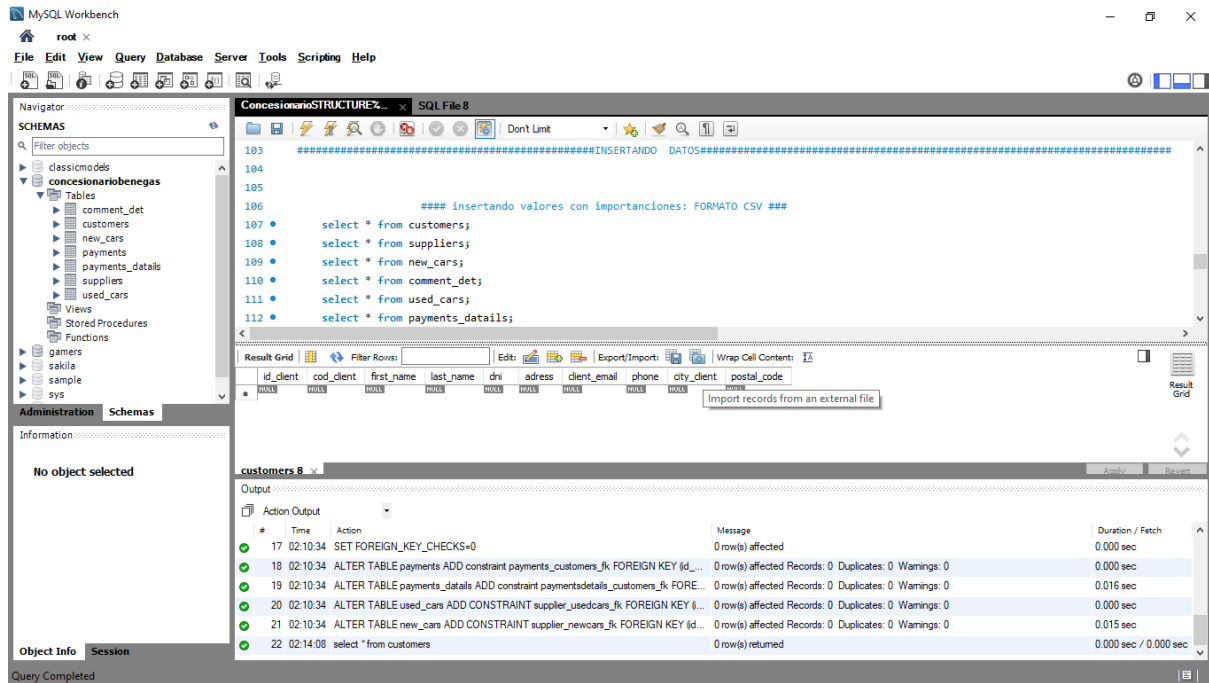 MySQL Workbench
root ×
File Edit View Query Database Server Tools Scripting Help
Navigator
SCHEMAS
Filter objects
classicmodels
concesionariobenegas
Tables
comment_det
customers
new_cars
payments
payments_datails
suppliers
used_cars
Views
Stored Procedures
Functions
gamers
sakila
sample
sys
Administration Schemas
Information
No object selected
Object Info Session
Query Completed
ConcesionarioSTRUCTURE%... × SQL File 8
Don't Limit
103 ################################################INSERTANDO DATOS############################################################################
104
105
106 #### insertando valores con importanciones: FORMATO CSV ###
107 select * from customers;
108 select * from suppliers;
109 select * from new_cars;
110 select * from comment_det;
111 select * from used_cars;
112 select * from payments_datails;
Result Grid Filter Rows: Edit: Export/Import: Wrap Cell Content:
id_client cod_client first_name last_name dni adress client_email phone city_client postal_code
NULL NULL NULL NULL NULL NULL NULL NULL NULL
Import records from an external file
Result
Grid
customers 8 ×
Apply Revert
Output
Action Output
# Time Action Message Duration / Fetch
17 02:10:34 SET FOREIGN_KEY_CHECKS=0 0 row(s) affected 0.000 sec
18 02:10:34 ALTER TABLE payments ADD constraint payments_customers_fk FOREIGN KEY (id_... 0 row(s) affected Records: 0 Duplicates: 0 Warnings: 0 0.000 sec
19 02:10:34 ALTER TABLE payments_datails ADD constraint paymentsdetails_customers_fk FORE... 0 row(s) affected Records: 0 Duplicates: 0 Warnings: 0 0.016 sec
20 02:10:34 ALTER TABLE used_cars ADD CONSTRAINT supplier_usedcars_fk FOREIGN KEY (i... 0 row(s) affected Records: 0 Duplicates: 0 Warnings: 0 0.000 sec
21 02:10:34 ALTER TABLE new_cars ADD CONSTRAINT supplier_newcars_fk FOREIGN KEY (id... 0 row(s) affected Records: 0 Duplicates: 0 Warnings: 0 0.015 sec
22 02:14:08 select * from customers 0 row(s) returned 0.000 sec / 0.000 sec